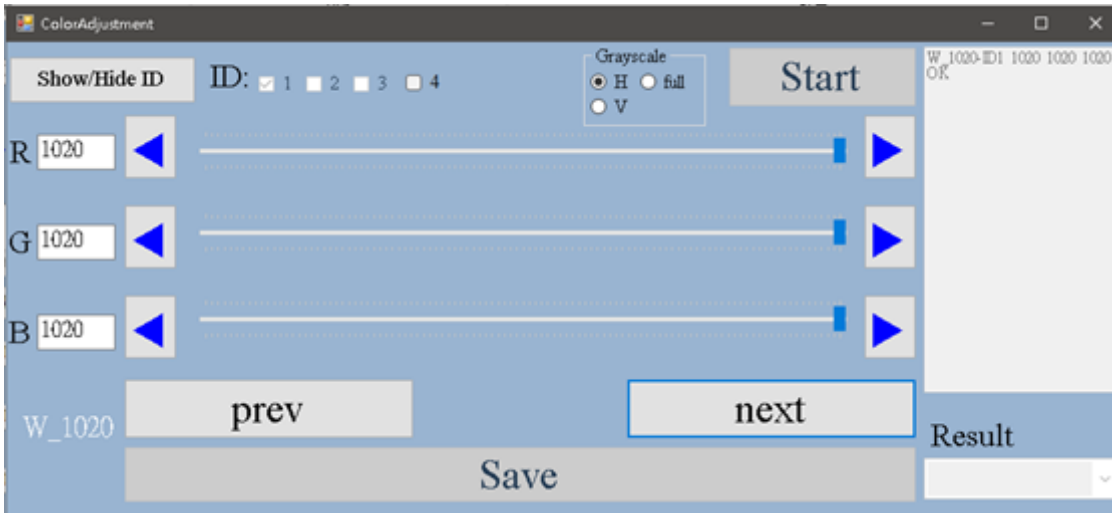 ColorAdjustment
Show/Hide ID
ID: 1 2 3 4
Grayscale
H full
V
Start
W_1020-ID1 1020 1020 1020
OK
R 1020
G 1020
B 1020
W_1020
prev
next
Result
Save